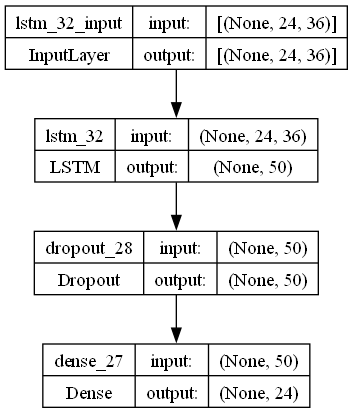 lstm_32_input input: [(None, 24, 36)]
InputLayer output: [(None, 24, 36)]
lstm_32 input: (None, 24, 36)
LSTM output: (None, 50)
dropout_28 input: (None, 50)
Dropout output: (None, 50)
dense_27 input: (None, 50)
Dense output: (None, 24)